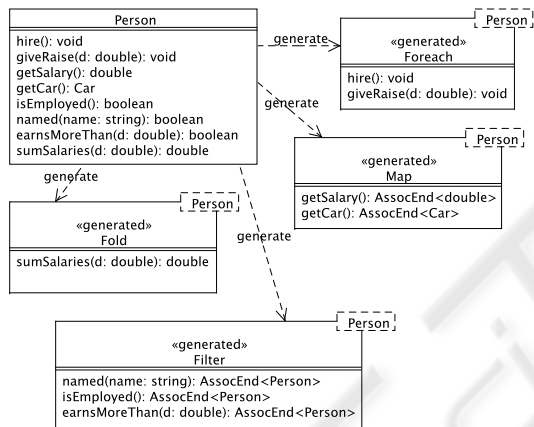 Person
hire(): void
giveRaise(d: double): void
getSalary(): double
getCar(): Car
isEmployed(): boolean
named(name: string): boolean
earnsMoreThan(d: double): boolean
sumSalaries(d: double): double
generate
Person
«generated»
Foreach
hire(): void
giveRaise(d: double): void
generate
Person
«generated»
Map
getSalary(): AssocEnd<double>
getCar(): AssocEnd<Car>
generate
Person
«generated»
Fold
sumSalaries(d: double): double
generate
Person
«generated»
Filter
named(name: string): AssocEnd<Person>
isEmployed(): AssocEnd<Person>
earnsMoreThan(d: double): AssocEnd<Person>